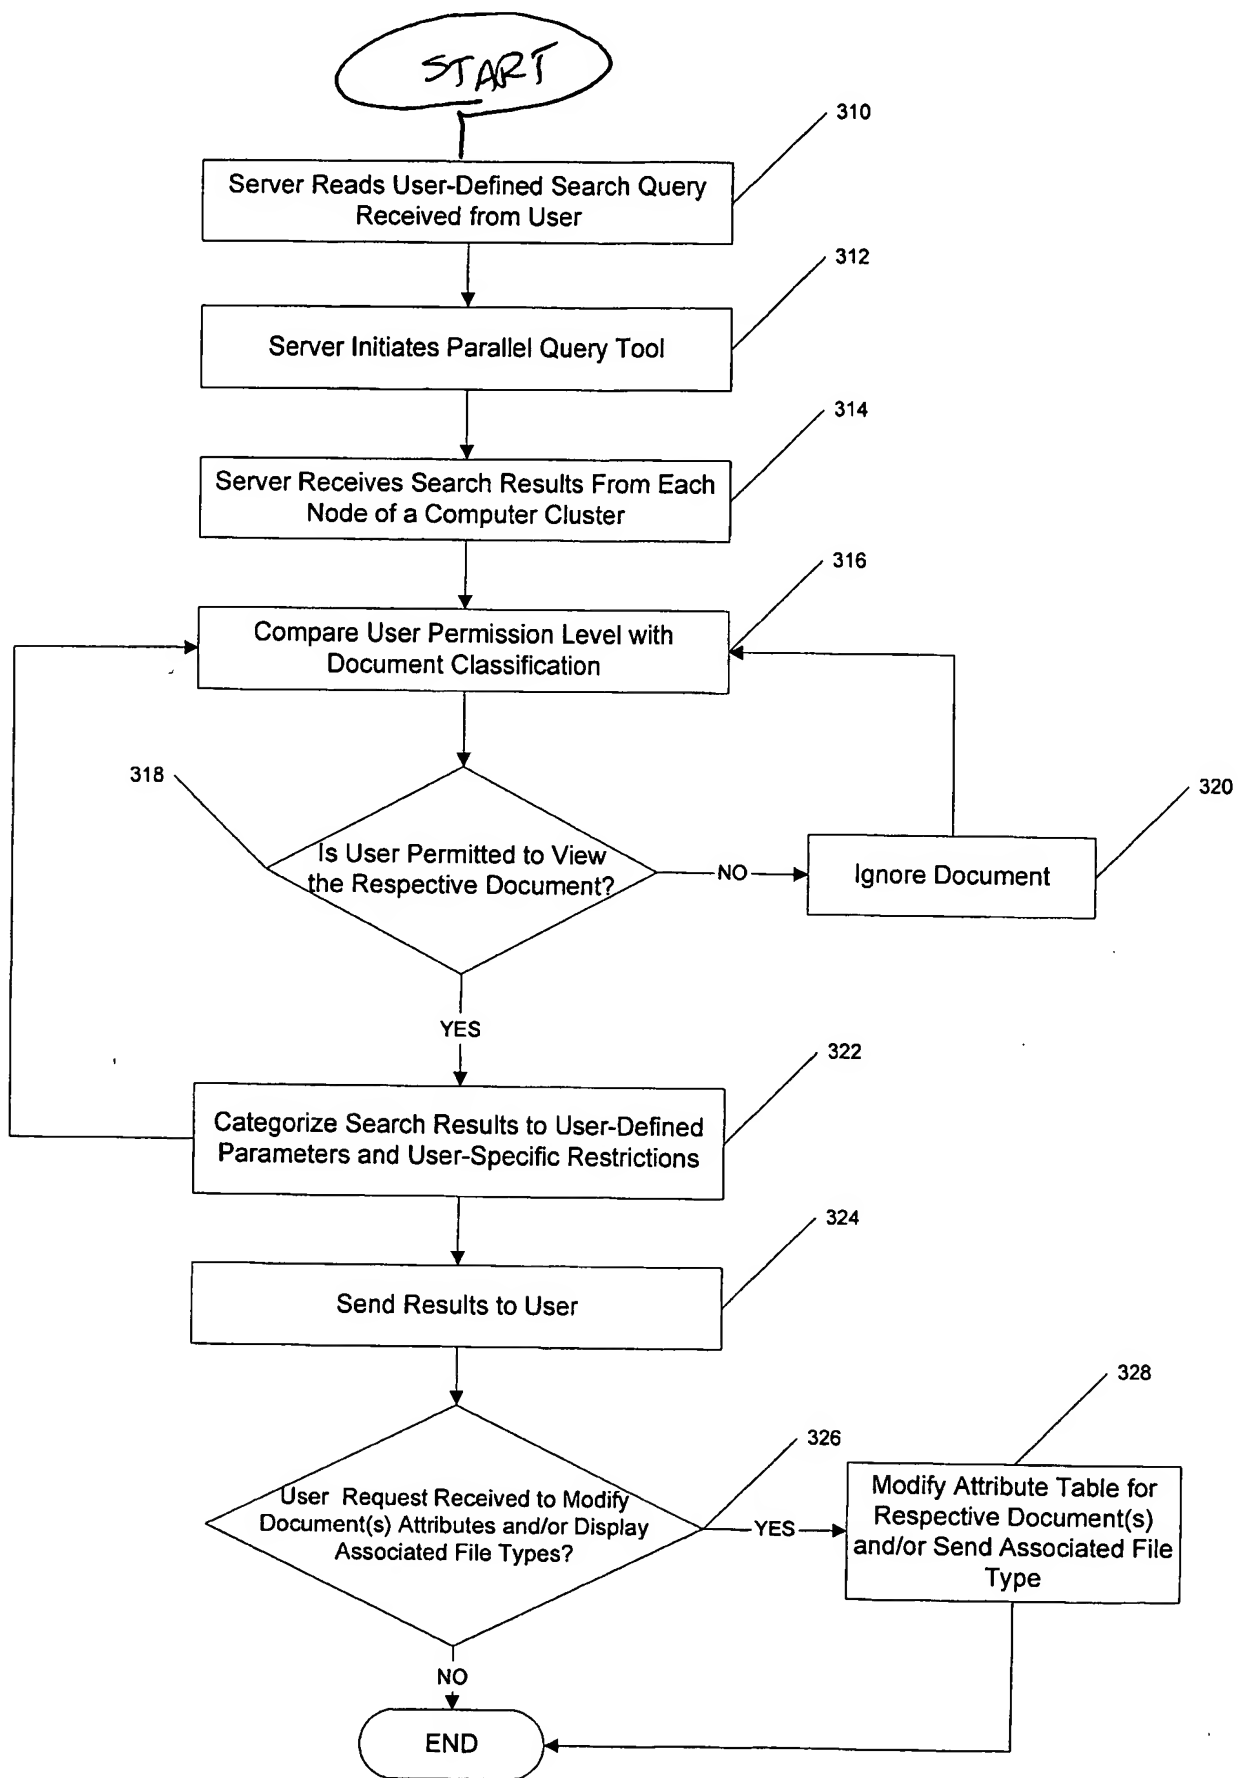 START
310
Server Reads User-Defined Search Query
Received from User
312
Server Initiates Parallel Query Tool
314
Server Receives Search Results From Each
Node of a Computer Cluster
316
Compare User Permission Level with
Document Classification
318
Is User Permitted to View
the Respective Document?
NO
320
Ignore Document
YES
322
Categorize Search Results to User-Defined
Parameters and User-Specific Restrictions
324
Send Results to User
326
User Request Received to Modify
Document(s) Attributes and/or Display
Associated File Types?
YES
328
Modify Attribute Table for
Respective Document(s)
and/or Send Associated File
Type
NO
END